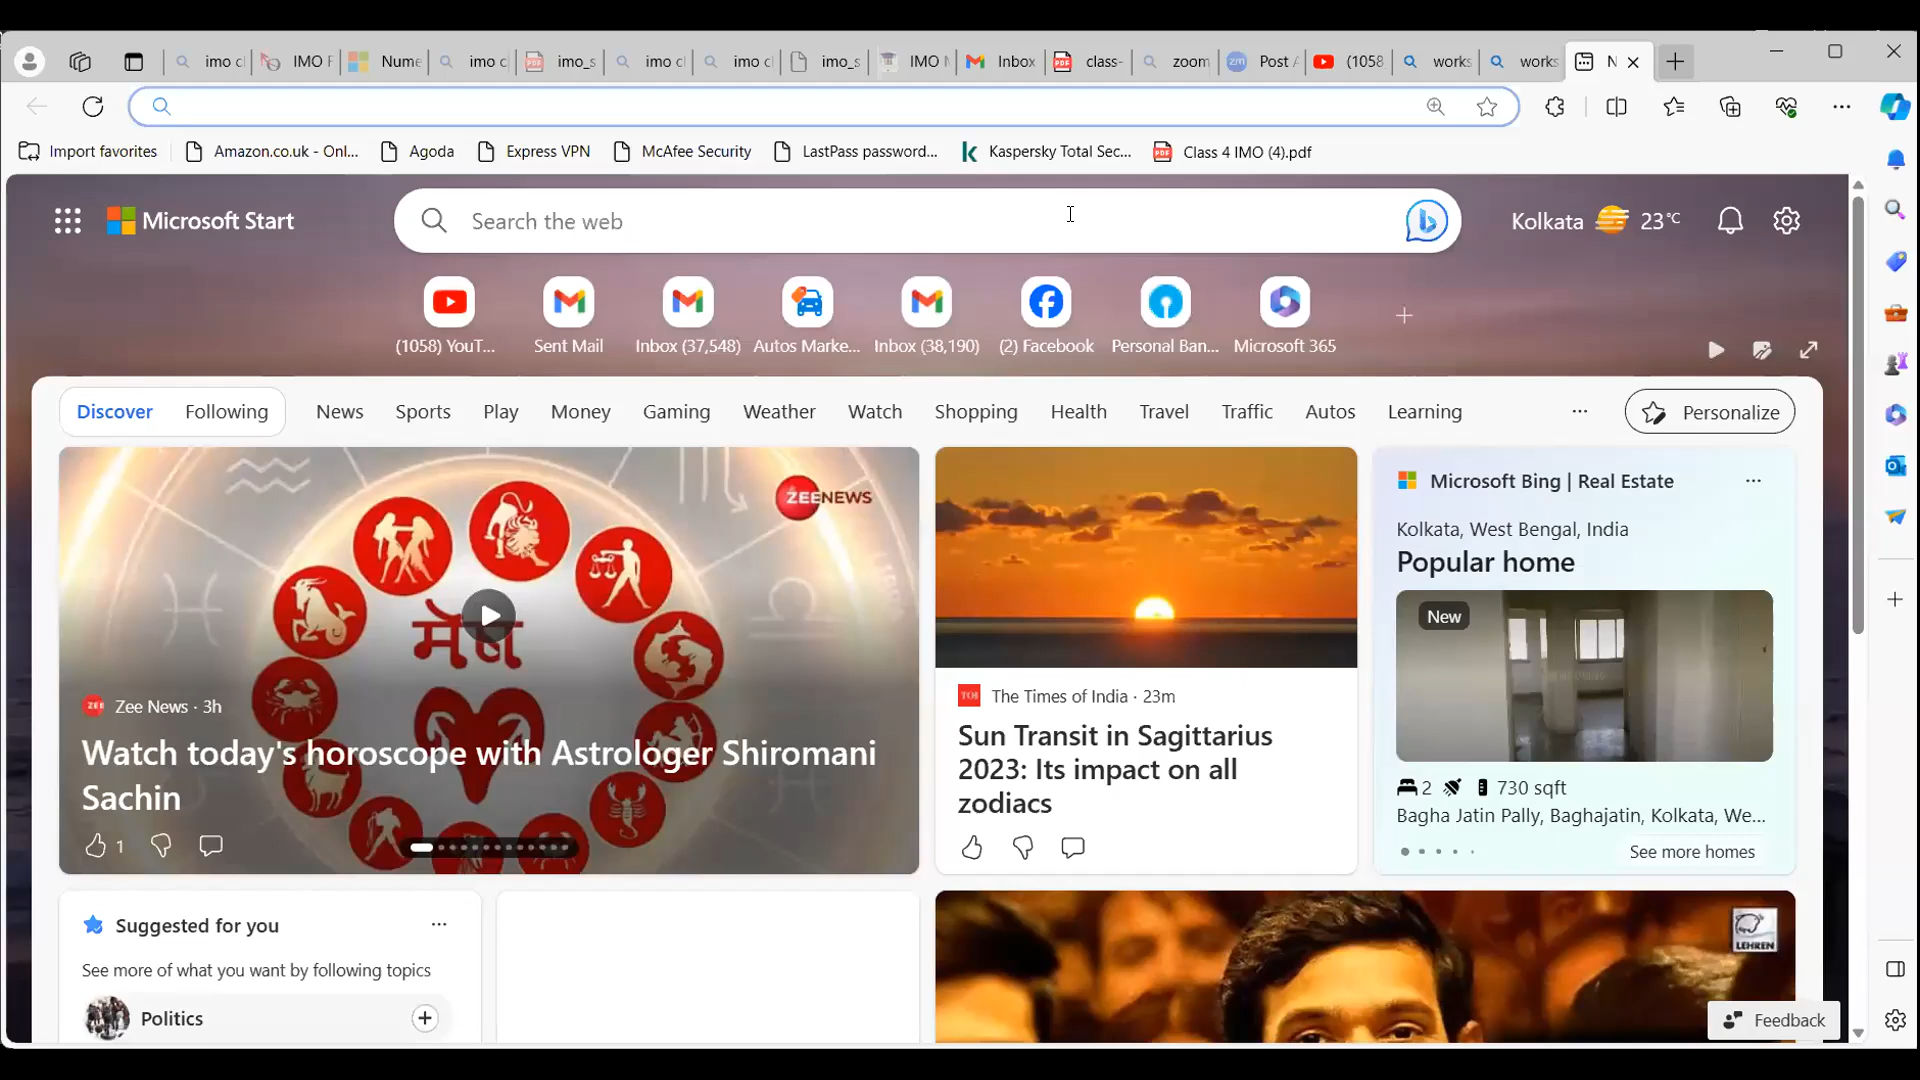 imo cl
IMO F
Nume
imo c
imo_s
imo cl
imo cl
imo_s
IMO M
Inbox
class-
zoom
Post A
(1058
works
works
N
Import favorites
Amazon.co.uk - Onl...
Agoda
Express VPN
McAfee Security
LastPass password...
Kaspersky Total Sec...
Class 4 IMO (4).pdf
Microsoft Start
Search the web
Kolkata
23°C
(1058) YouT...
Sent Mail
Inbox (37,548)
Autos Marke...
Inbox (38,190)
(2) Facebook
Personal Ban...
Microsoft 365
Discover
Following
News
Sports
Play
Money
Gaming
Weather
Watch
Shopping
Health
Travel
Traffic
Autos
Learning
...
Personalize
ZEENEWS
मेष
Zee News · 3h
Watch today's horoscope with Astrologer Shiromani
Sachin
1
The Times of India · 23m
Sun Transit in Sagittarius
2023: Its impact on all
zodiacs
Microsoft Bing | Real Estate
Kolkata, West Bengal, India
Popular home
New
2
730 sqft
Bagha Jatin Pally, Baghajatin, Kolkata, We...
See more homes
Suggested for you
See more of what you want by following topics
Politics
LEHREN
Feedback